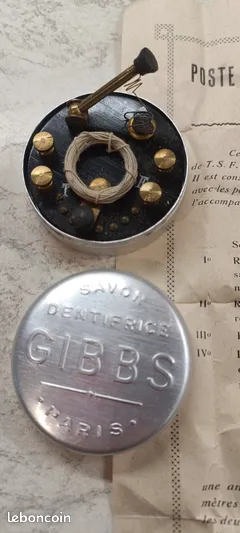 POSTE
Ce
de T. S. F.
Il est cons
avec les p
l'accompa
S
I° R
II
III°
IV°
une an
mètres
les deu
T
SAVON
DENTIFRICE
GIBBS
PARIS
leboncoin